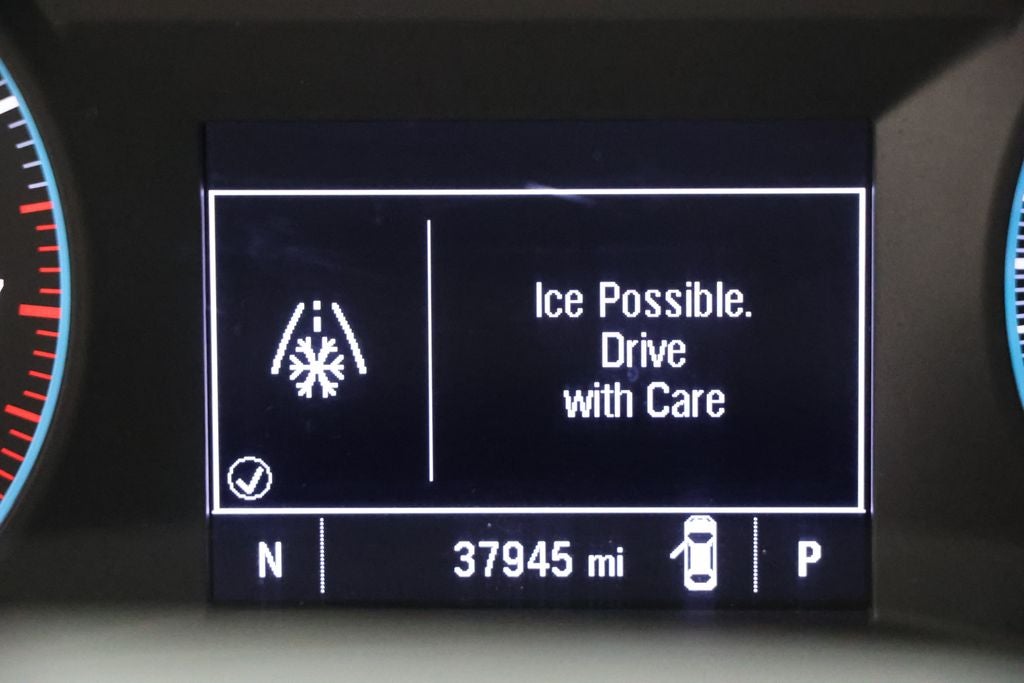 Ice Possible.
Drive
with Care
N 37945 mi P